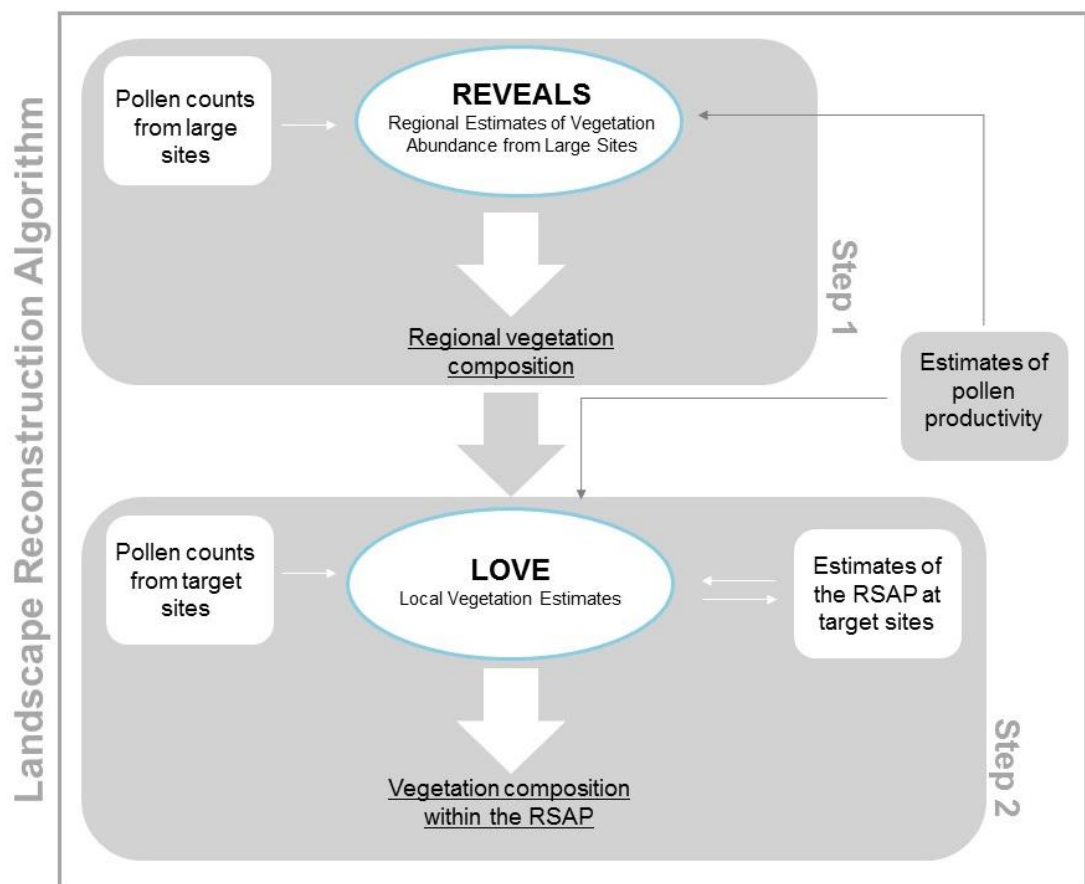 Landscape Reconstruction Algorithm
Pollen counts
from large
sites
REVEALS
Regional Estimates of Vegetation
Abundance from Large Sites
Regional vegetation
composition
Step 1
Estimates of
pollen
productivity
Pollen counts
from target
sites
LOVE
Local Vegetation Estimates
Estimates of
the RSAP at
target sites
Vegetation composition
within the RSAP
Step 2